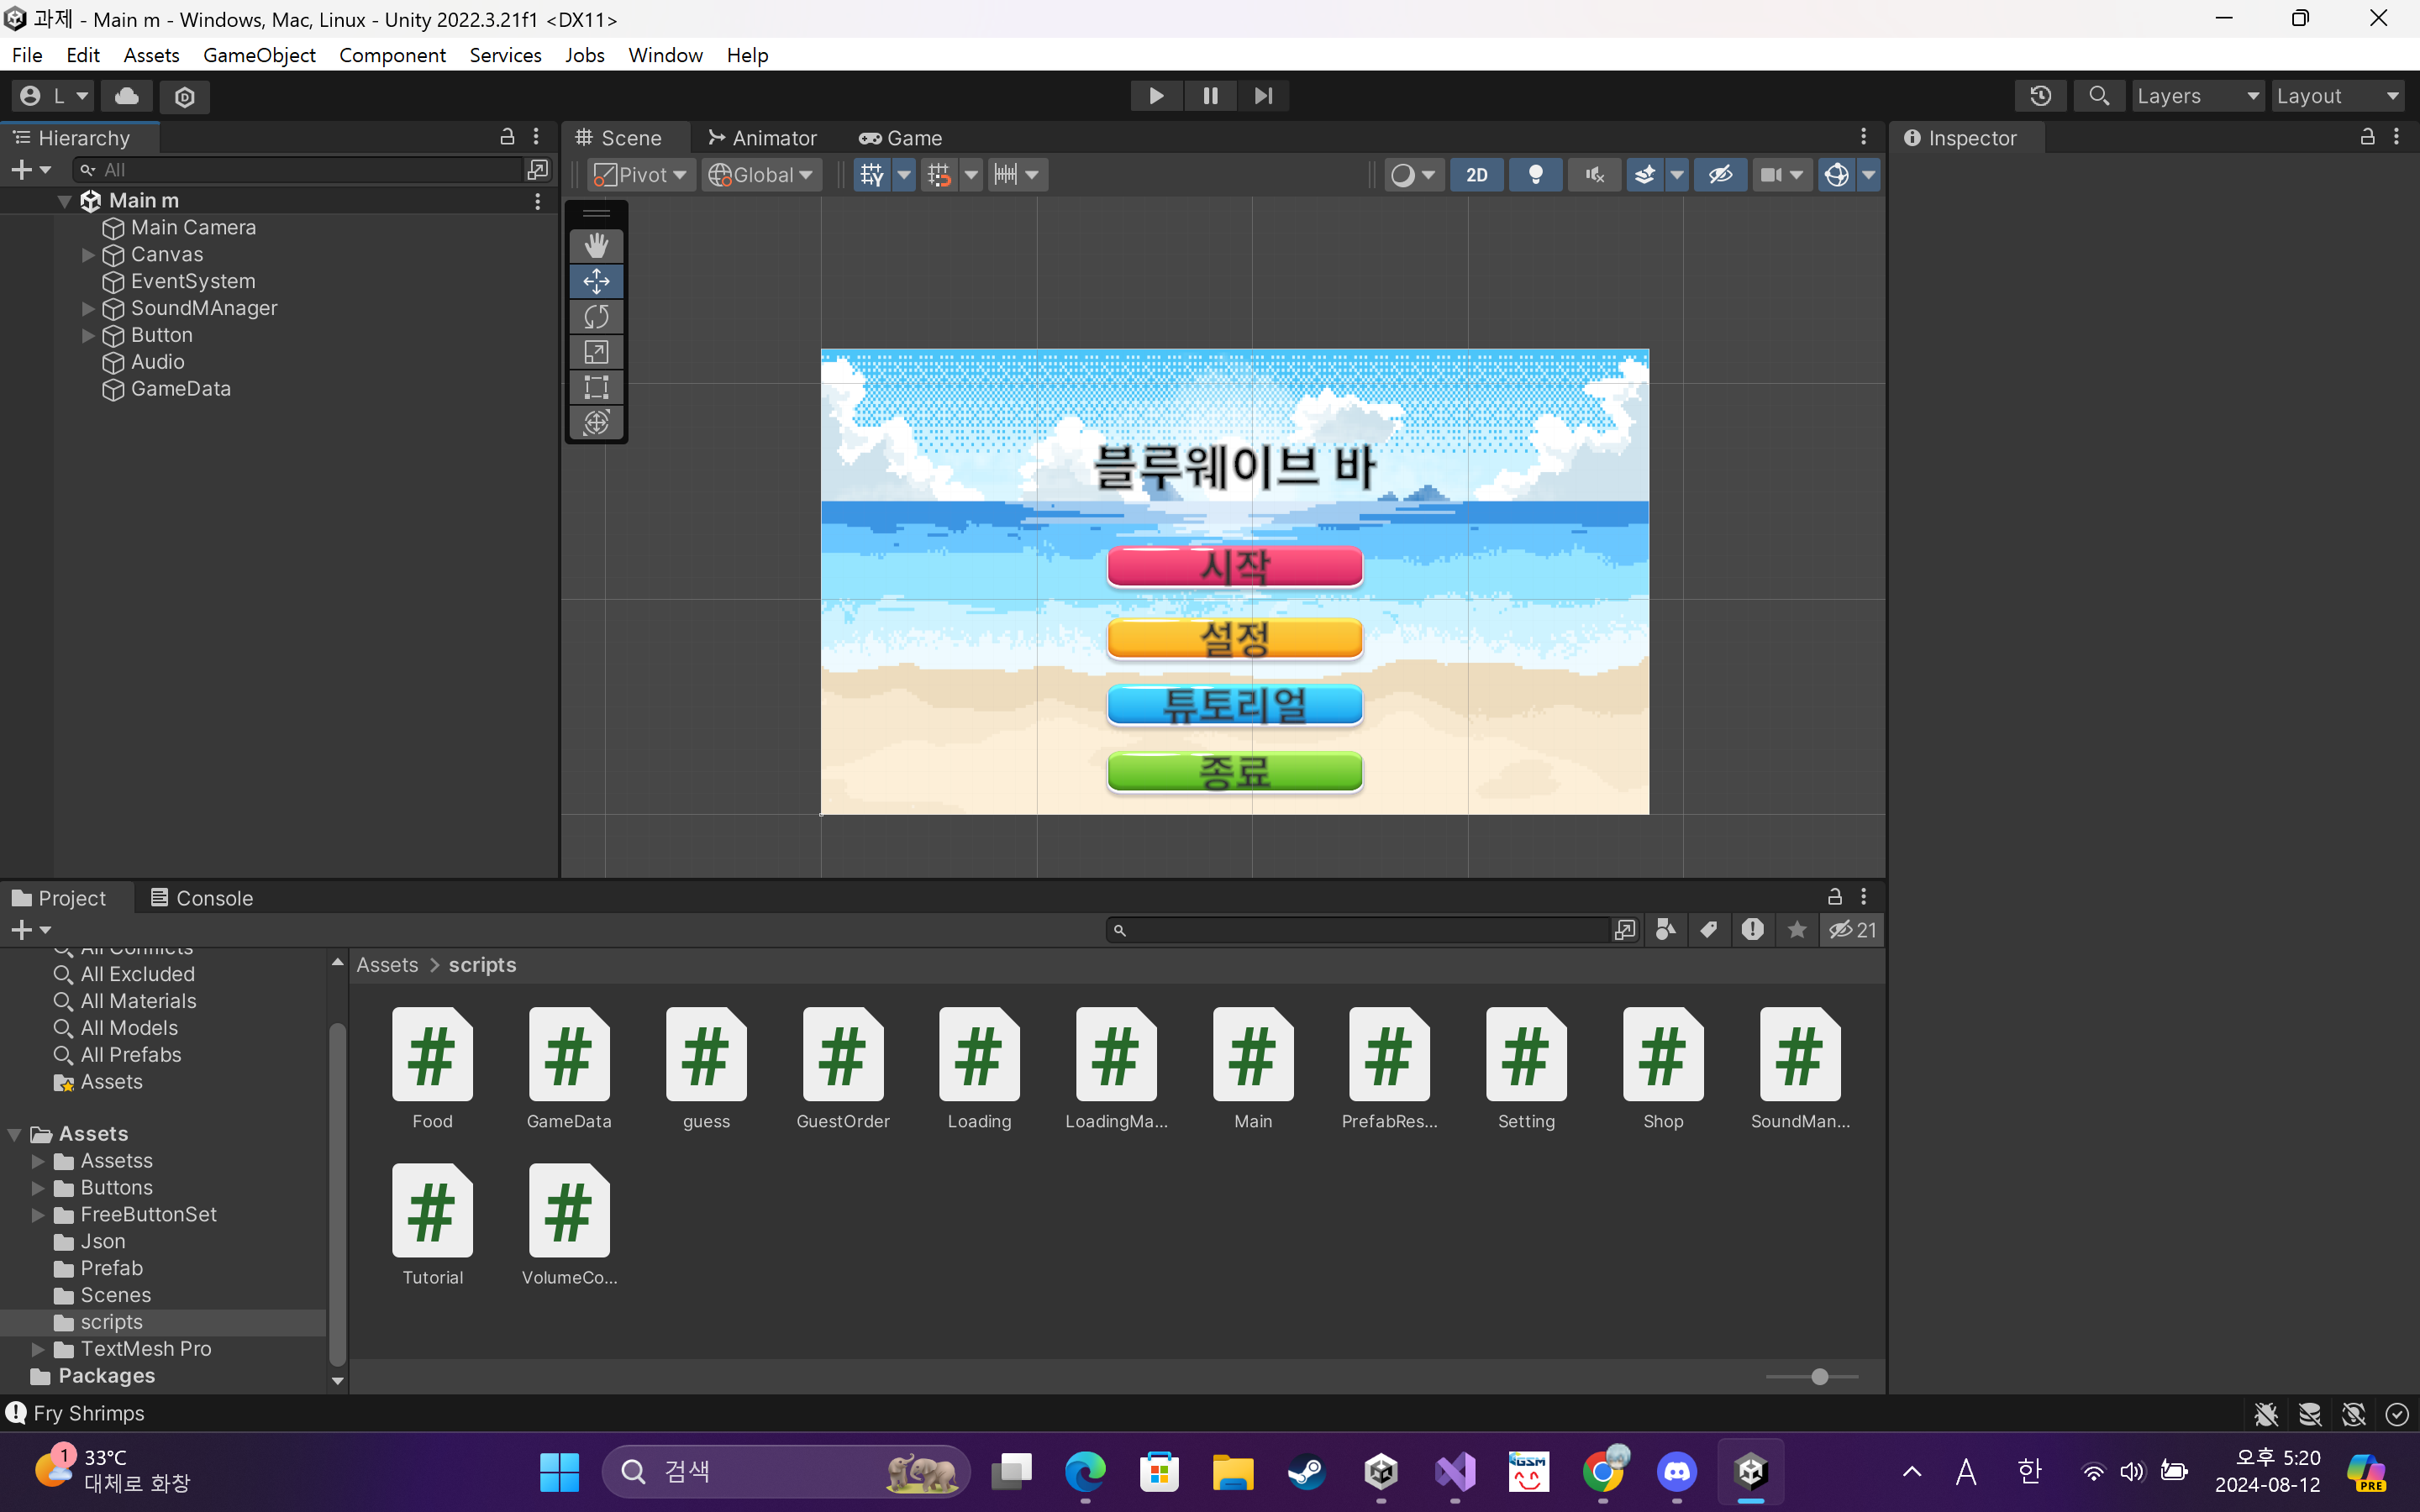 과제 - Main m - Windows, Mac, Linux - Unity 2022.3.21f1 <DX11>
File Edit Assets GameObject Component Services Jobs Window Help
L
Layers
Layout
Hierarchy
All
Main m
Main Camera
Canvas
EventSystem
SoundMAnager
Button
Audio
GameData
Scene Animator Game
Pivot Global 2D
블루웨이브 바
시작
설정
튜토리얼
종료
Inspector
Project Console
21
All Conflicts
All Excluded
All Materials
All Models
All Prefabs
Assets
Assets
Assetss
Buttons
FreeButtonSet
Json
Prefab
Scenes
scripts
TextMesh Pro
Packages
Assets > scripts
Food GameData guess GuestOrder Loading LoadingMa... Main PrefabRes... Setting Shop SoundMan...
Tutorial VolumeCo...
Fry Shrimps
1
33°C
대체로 화창
검색
GSM
A 한
오후 5:20
2024-08-12
PRE